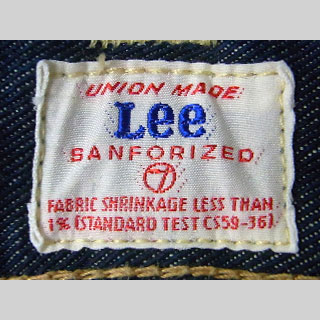 UNION MADE
Lee
SANFORIZED
7
FABRIC SHRINKAGE LESS THAN
1% (STANDARD TEST CS59-36)